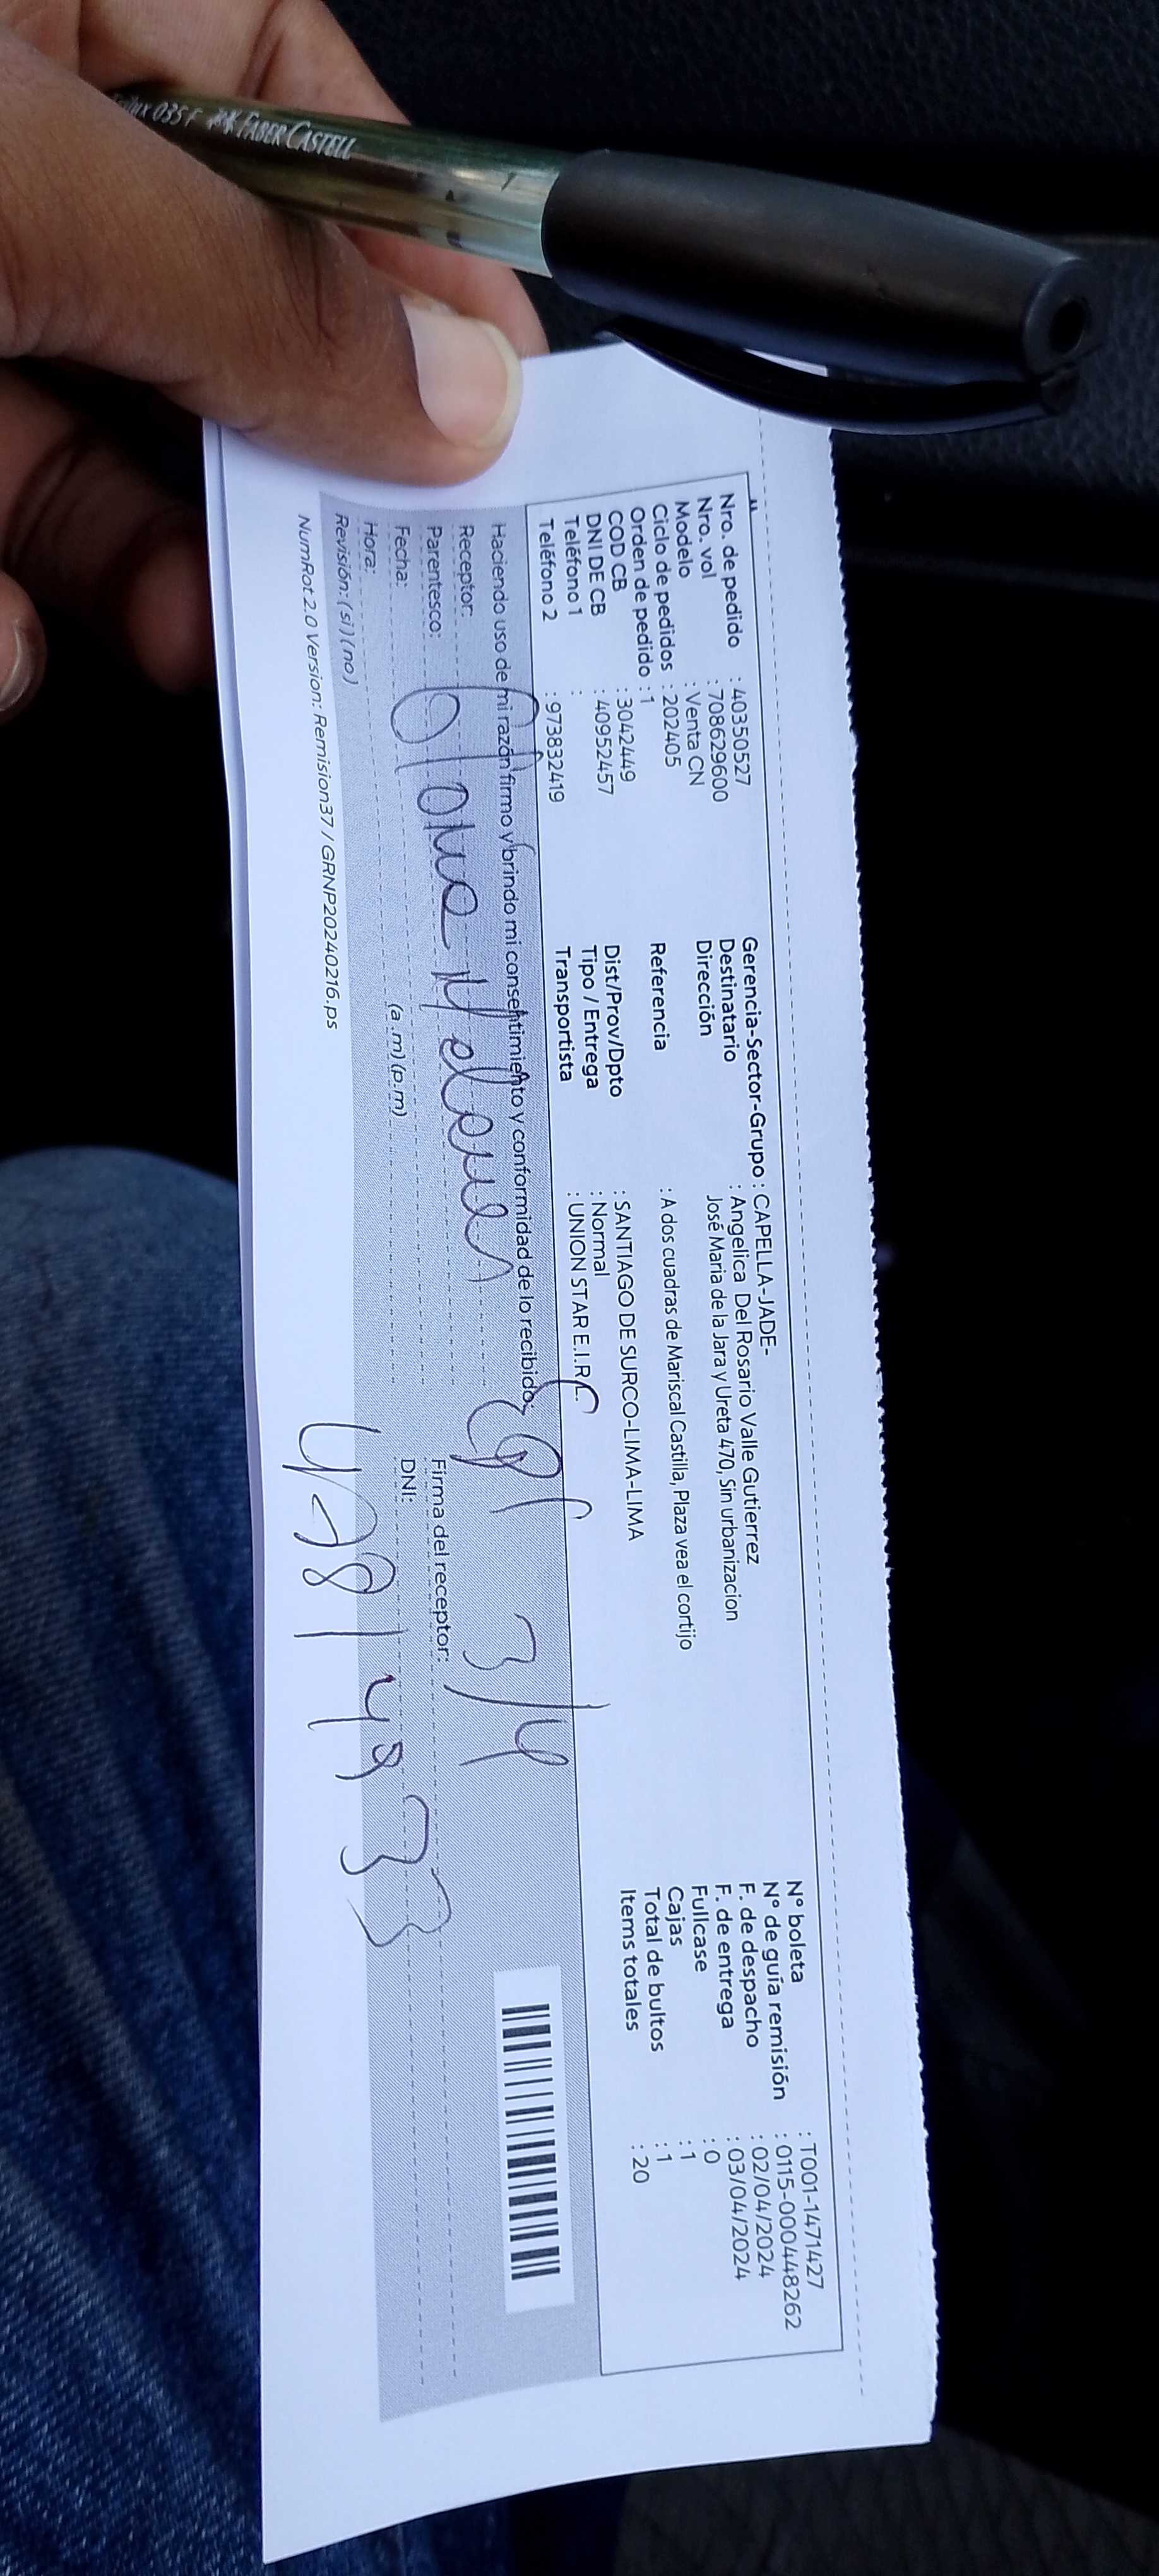 FABER CASTELL
Nro. de pedido : 40350527
Nro. vol : 708629600
Modelo : Venta CN
Ciclo de pedidos : 202405
Orden de pedido : 1
COD CB : 3042449
DNI DE CB : 40952457
Teléfono 1 :
Teléfono 2 : 973832419
Gerencia-Sector-Grupo : CAPELLA-JADE-
Destinatario : Angelica Del Rosario Valle Gutierrez
Dirección José Maria de la Jara y Ureta 470, Sin urbanizacion
Referencia : A dos cuadras de Mariscal Castilla, Plaza vea el cortijo
Dist/Prov/Dpto : SANTIAGO DE SURCO-LIMA-LIMA
Tipo / Entrega : Normal
Transportista : UNION STAR E.I.R.L.
N° boleta : T001-1471427
N° de guía remisión : 0115-000448262
F. de despacho : 02/04/2024
F. de entrega : 03/04/2024
Fullcase : 0
Cajas : 1
Total de bultos : 1
Items totales : 20
Haciendo uso de mi razón firmo y brindo mi consentimiento y conformidad de lo recibido;
Receptor:
Parentesco:
Fecha:
Hora: (a.m) (p.m)
Revisión: (si) (no)
3/4
Firma del receptor:
DNI:
NumRot 2.0 Version: Remision37 / GRNP20240216.ps